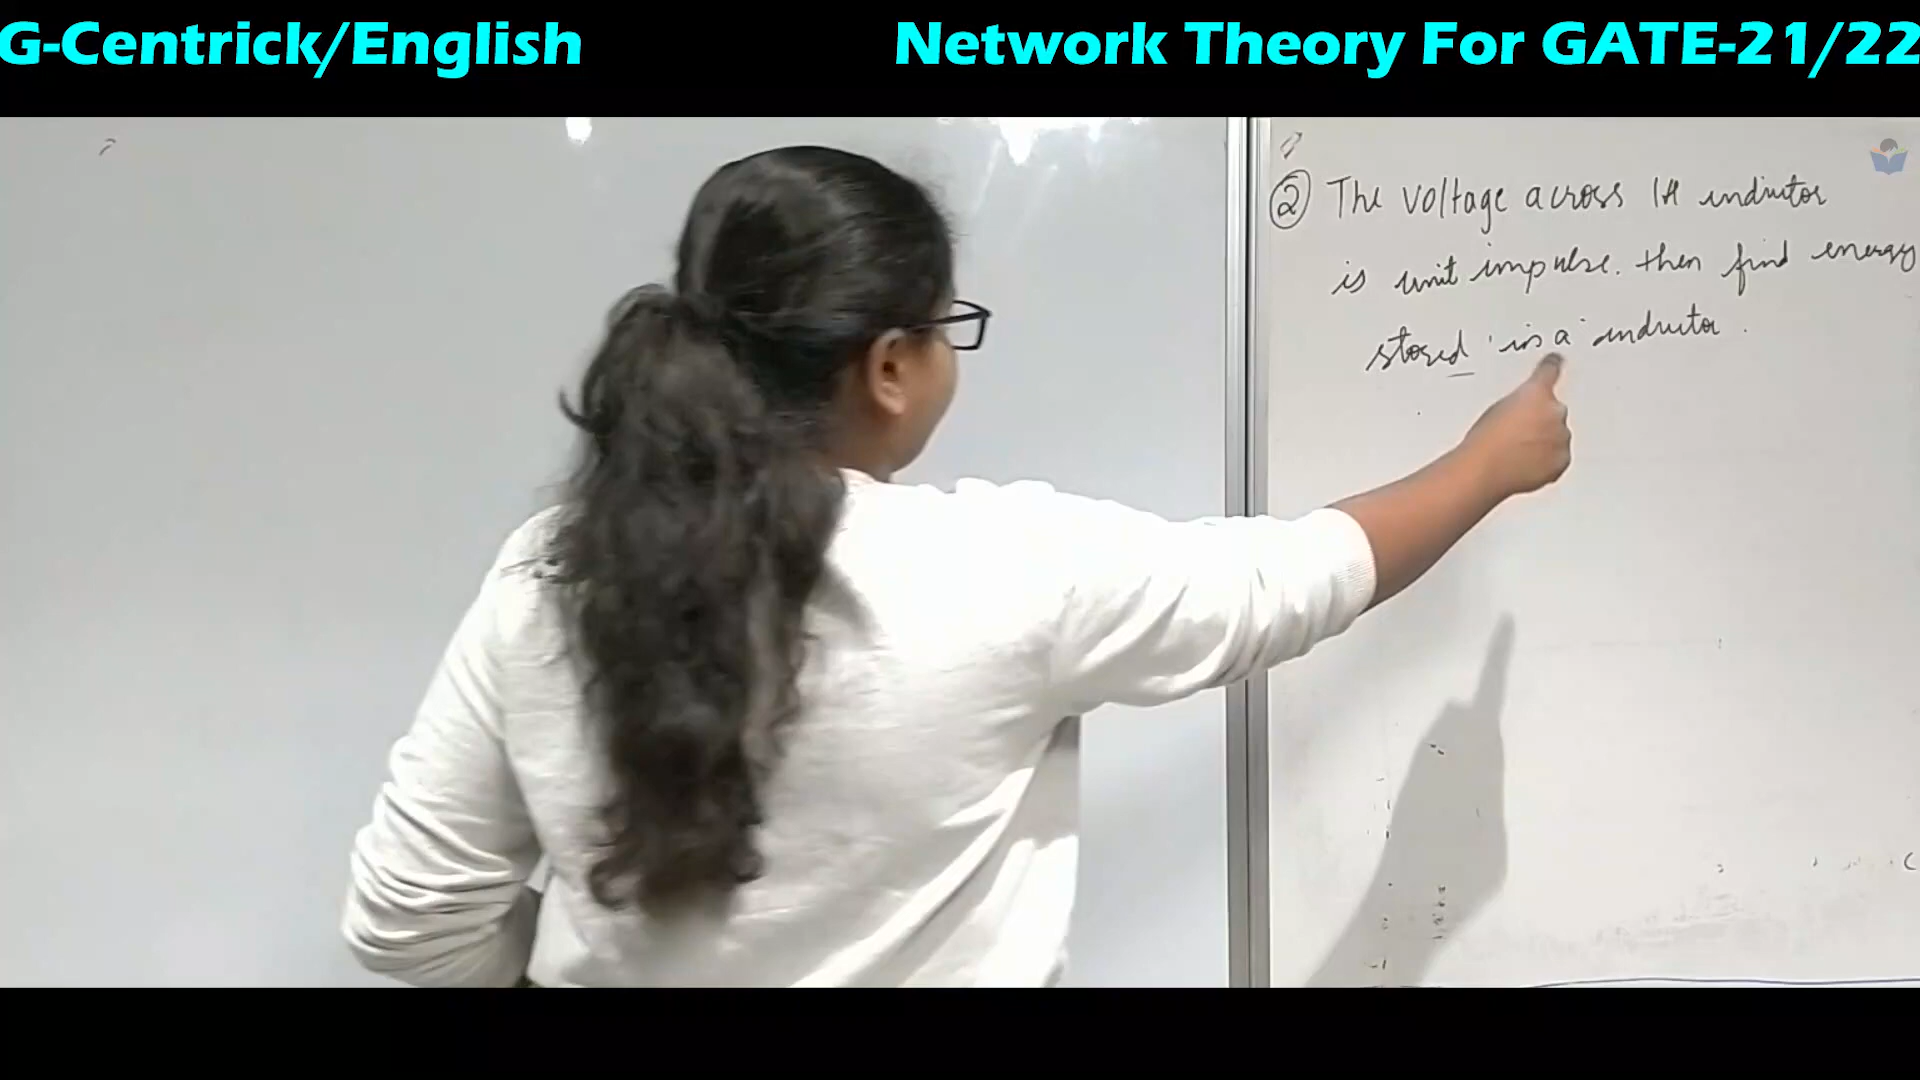 G-Centrick/English
Network Theory For GATE-21/22
② The voltage across 1H inductor
is unit impulse. then find energy
stored in a inductor.